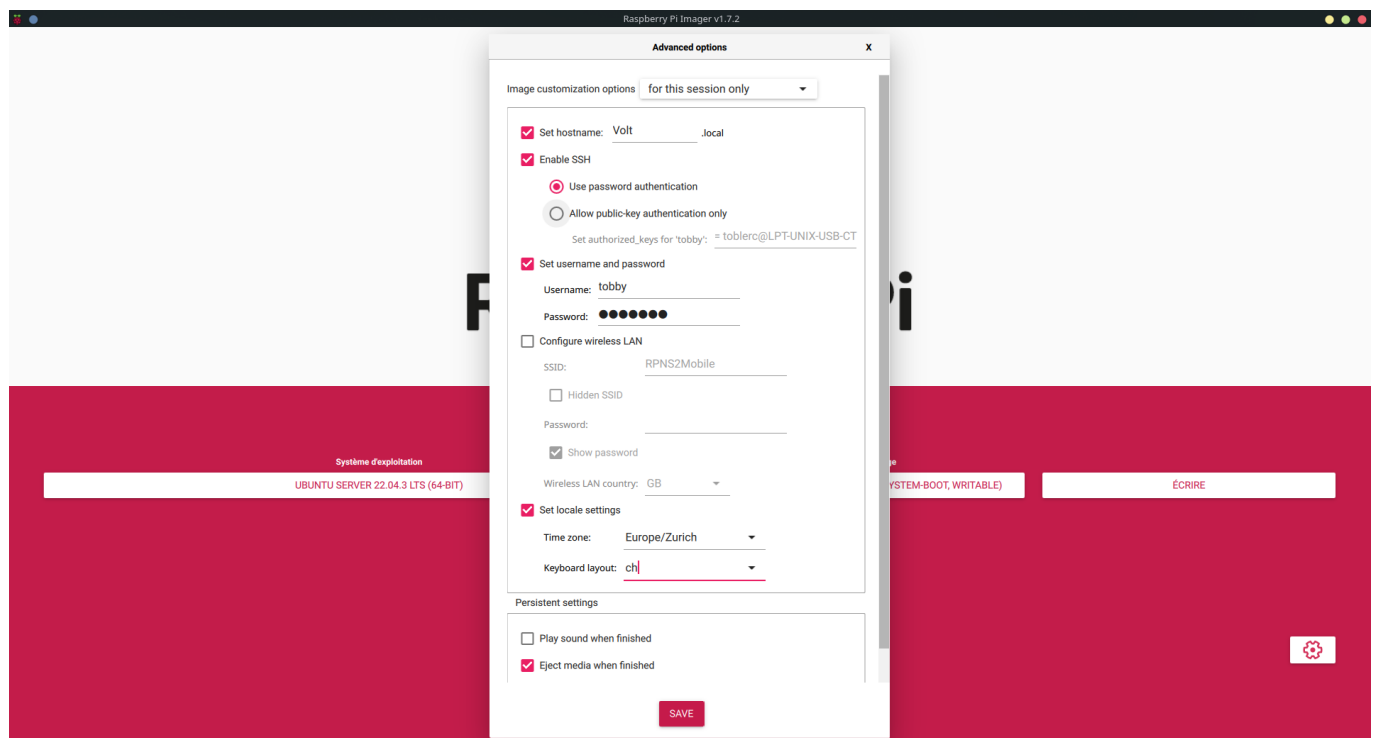 Raspberry Pi Imager v1.7.2
Advanced options
X
Image customization options for this session only
Set hostname: Volt .local
Enable SSH
Use password authentication
Allow public-key authentication only
Set authorized_keys for 'tobby': = toblerc@LPT-UNIX-USB-CT
Set username and password
Username: tobby
Password: ●●●●●●●
Configure wireless LAN
SSID: RPNS2Mobile
Hidden SSID
Password:
Show password
Wireless LAN country: GB
Set locale settings
Time zone: Europe/Zurich
Keyboard layout: ch
Persistent settings
Play sound when finished
Eject media when finished
SAVE
R
Pi
Système d'exploitation
UBUNTU SERVER 22.04.3 LTS (64-BIT)
ge
YSTEM-BOOT, WRITABLE)
ÉCRIRE